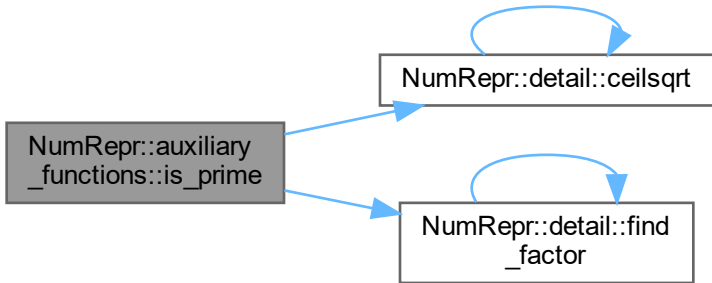 NumRepr::detail::ceilsqrt
NumRepr::auxiliary
_functions::is_prime
NumRepr::detail::find
_factor